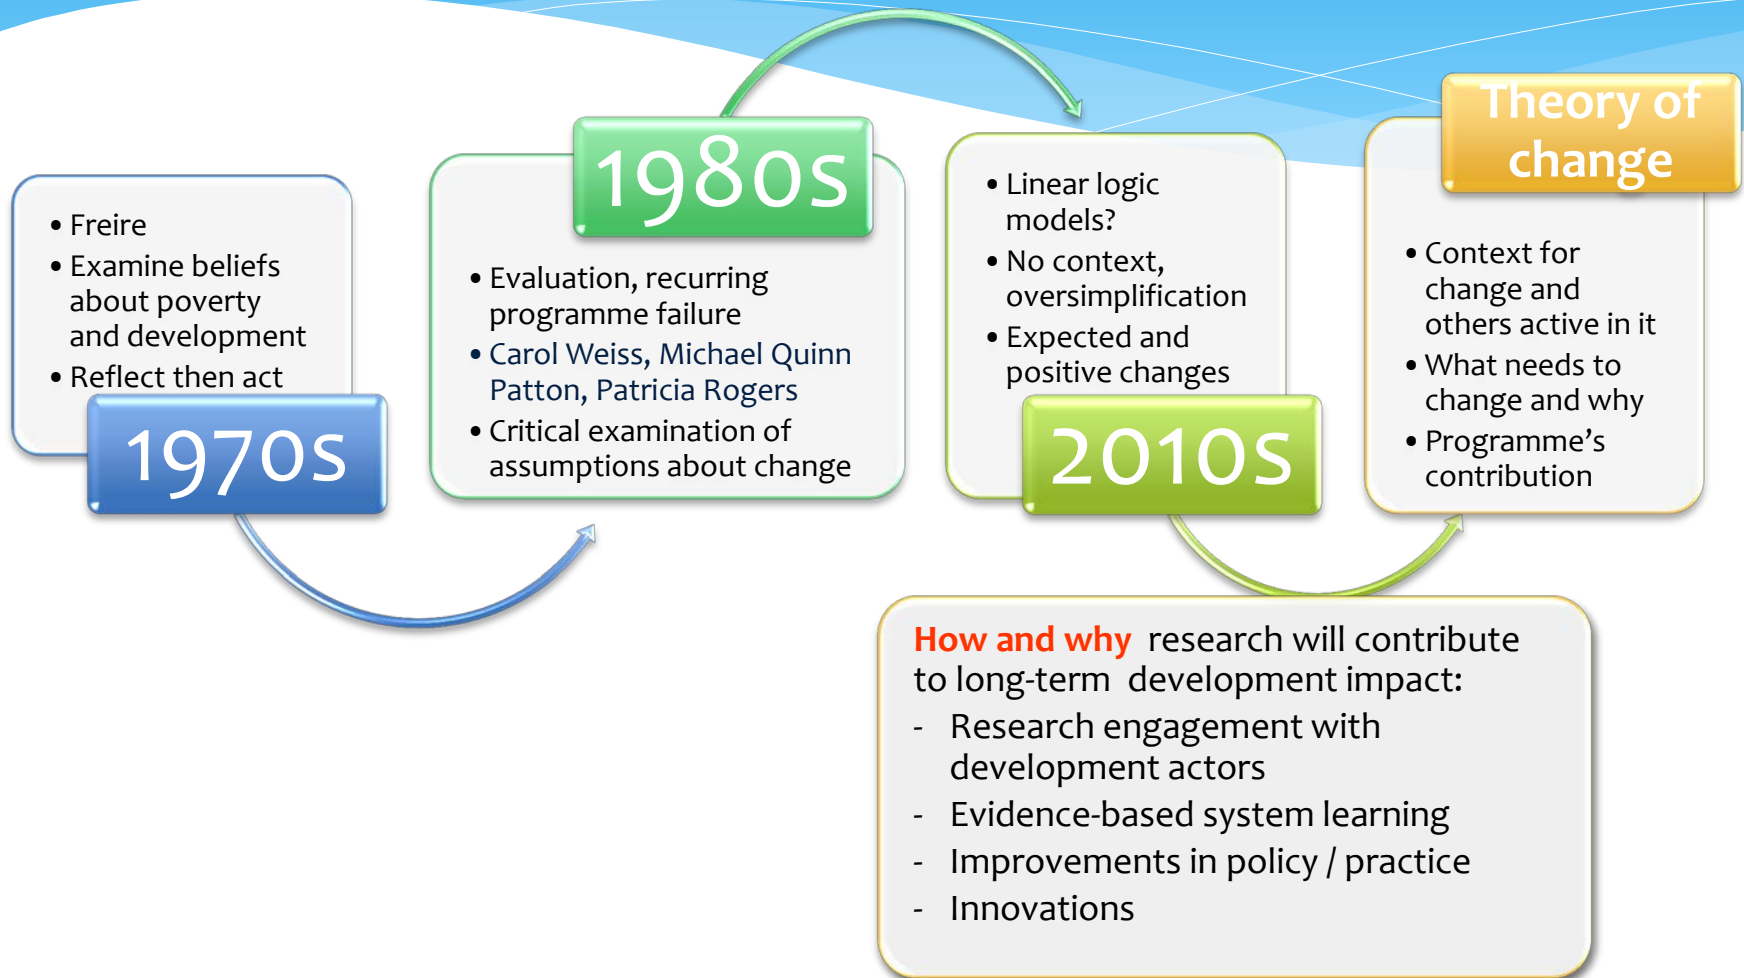 • Freire
• Examine beliefs
about poverty
and development
• Reflect then act
1970s
1980s
• Evaluation, recurring
programme failure
• Carol Weiss, Michael Quinn
Patton, Patricia Rogers
• Critical examination of
assumptions about change
• Linear logic
models?
• No context,
oversimplification
• Expected and
positive changes
2010s
Theory of
change
• Context for
change and
others active in it
• What needs to
change and why
• Programme’s
contribution
How and why research will contribute
to long-term development impact:
- Research engagement with
development actors
- Evidence-based system learning
- Improvements in policy / practice
- Innovations